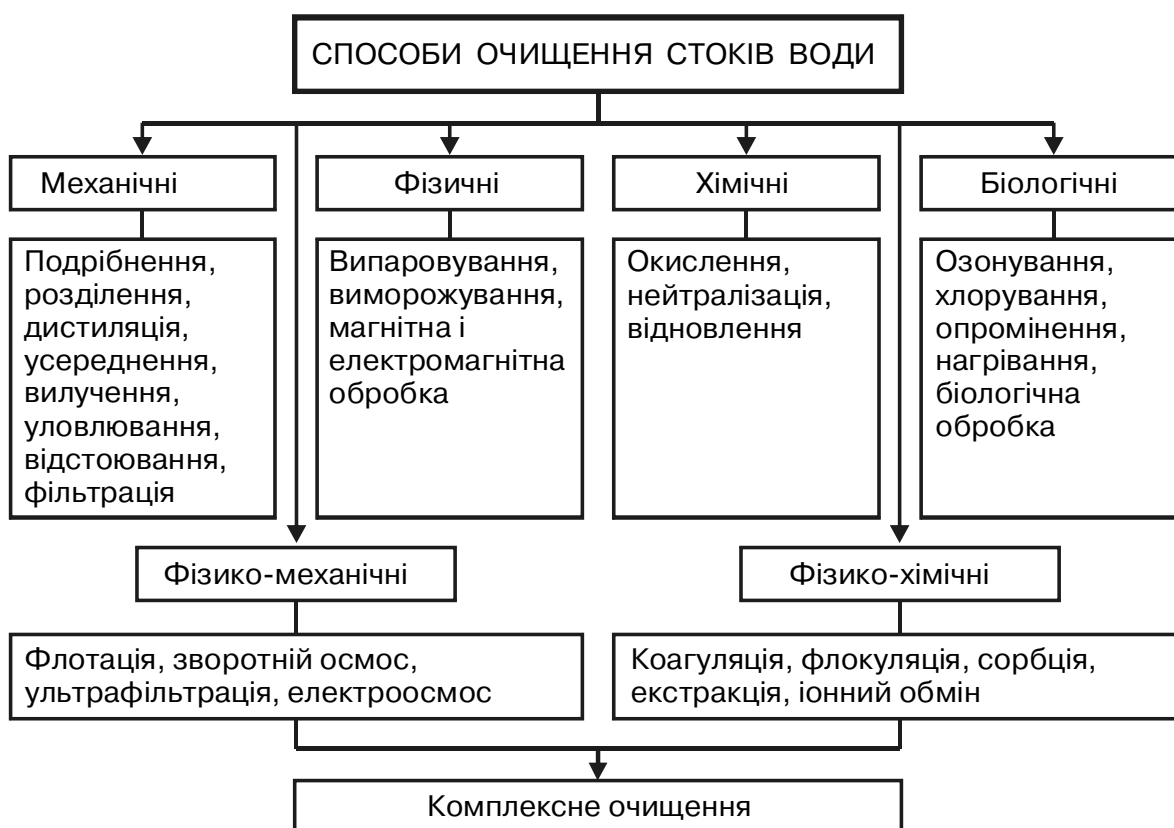 СПОСОБИ ОЧИЩЕННЯ СТОКІВ ВОДИ
Механічні
Фізичні
Хімічні
Біологічні
Подрібнення,
розділення,
дистиляція,
усереднення,
вилучення,
уловлювання,
відстоювання,
фільтрація
Випаровування,
виморожування,
магнітна і
електромагнітна
обробка
Окислення,
нейтралізація,
відновлення
Озонування,
хлорування,
опромінення,
нагрівання,
біологічна
обробка
Фізико-механічні
Фізико-хімічні
Флотація, зворотній осмос,
ультрафільтрація, електроосмос
Коагуляція, флокуляція, сорбція,
екстракція, іонний обмін
Комплексне очищення